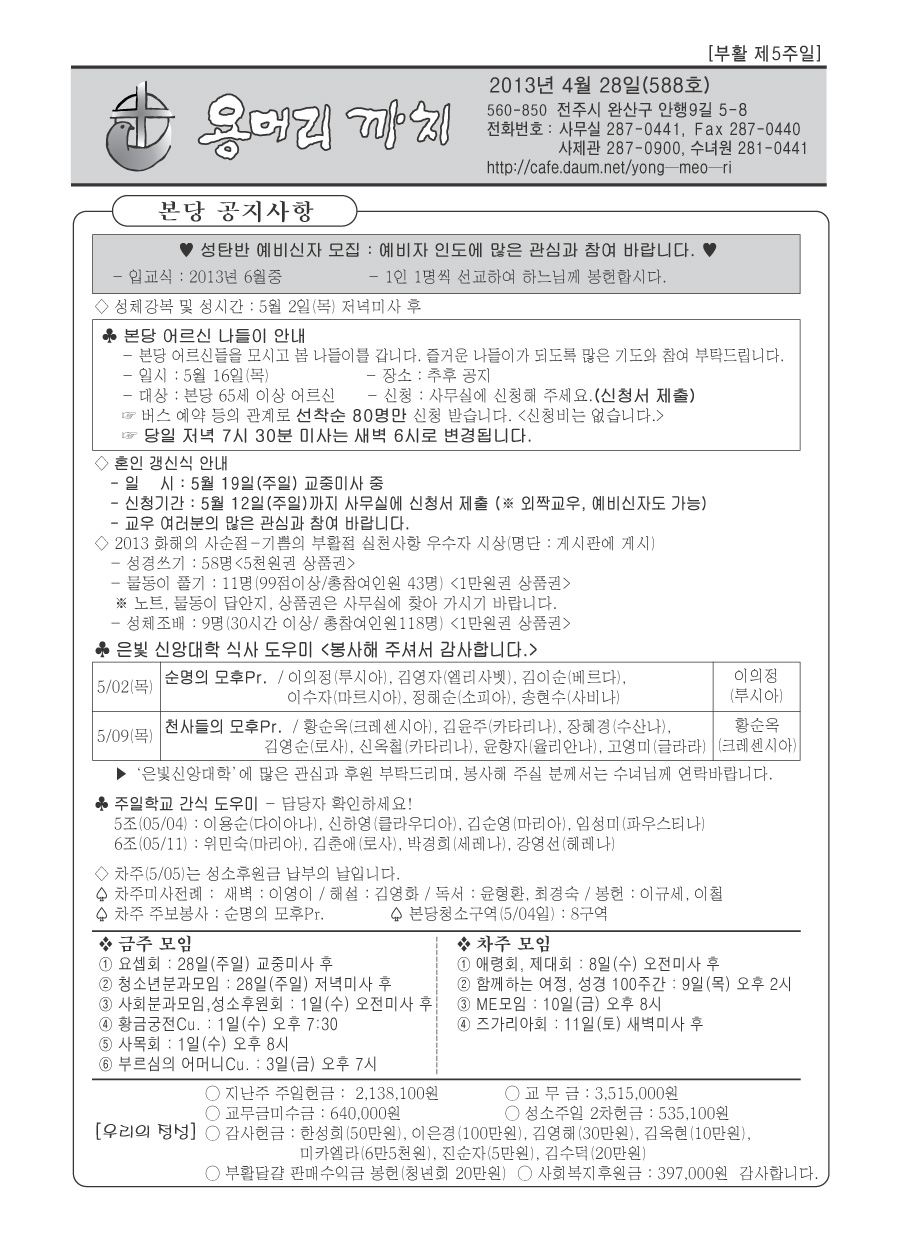 [부활 제5주일]
용머리 까치
2013년 4월 28일(588호)
560-850 전주시 완산구 안행9길 5-8
전화번호 : 사무실 287-0441, Fax 287-0440
사제관 287-0900, 수녀원 281-0441
http://cafe.daum.net/yong─meo─ri
본당 공지사항
♥ 성탄반 예비신자 모집 : 예비자 인도에 많은 관심과 참여 바랍니다. ♥
- 입교식 : 2013년 6월중 - 1인 1명씩 선교하여 하느님께 봉헌합시다.
◇ 성체강복 및 성시간 : 5월 2일(목) 저녁미사 후
♣ 본당 어르신 나들이 안내
- 본당 어르신들을 모시고 봄 나들이를 갑니다. 즐거운 나들이가 되도록 많은 기도와 참여 부탁드립니다.
- 일시 : 5월 16일(목) - 장소 : 추후 공지
- 대상 : 본당 65세 이상 어르신 - 신청 : 사무실에 신청해 주세요.(신청서 제출)
☞ 버스 예약 등의 관계로 선착순 80명만 신청 받습니다. <신청비는 없습니다.>
☞ 당일 저녁 7시 30분 미사는 새벽 6시로 변경됩니다.
◇ 혼인 갱신식 안내
- 일 시 : 5월 19일(주일) 교중미사 중
- 신청기간 : 5월 12일(주일)까지 사무실에 신청서 제출 (※ 외짝교우, 예비신자도 가능)
- 교우 여러분의 많은 관심과 참여 바랍니다.
◇ 2013 화해의 사순절-기쁨의 부활절 실천사항 우수자 시상(명단 : 게시판에 게시)
- 성경쓰기 : 58명<5천원권 상품권>
- 물동이 풀기 : 11명(99점이상/총참여인원 43명) <1만원권 상품권>
※ 노트, 물동이 답안지, 상품권은 사무실에 찾아 가시기 바랍니다.
- 성체조배 : 9명(30시간 이상/ 총참여인원118명) <1만원권 상품권>
♣ 은빛 신앙대학 식사 도우미 <봉사해 주셔서 감사합니다.>
5/02(목) 순명의 모후Pr. / 이의정(루시아), 김영자(엘리사벳), 김이순(베르다), 이의정
이수자(마르시아), 정해순(소피아), 송현수(사비나) (루시아)
5/09(목) 천사들의 모후Pr. / 황순옥(크레센시아), 김윤주(카타리나), 장혜경(수산나), 황순옥
김영순(로사), 신옥철(카타리나), 윤향자(율리안나), 고영미(글라라) (크레센시아)
▶ ‘은빛신앙대학’에 많은 관심과 후원 부탁드리며, 봉사해 주실 분께서는 수녀님께 연락바랍니다.
♣ 주일학교 간식 도우미 - 담당자 확인하세요!
5조(05/04) : 이용순(다이아나), 신하영(클라우디아), 김순영(마리아), 임성미(파우스티나)
6조(05/11) : 위민숙(마리아), 김춘애(로사), 박경희(세레나), 강영선(헤레나)
◇ 차주(5/05)는 성소후원금 납부의 날입니다.
♤ 차주미사전례 : 새벽 : 이영이 / 해설 : 김영화 / 독서 : 윤형환, 최경숙 / 봉헌 : 이규세, 이칠
♤ 차주 주보봉사 : 순명의 모후Pr. ♤ 본당청소구역(5/04일) : 8구역
❖ 금주 모임
① 요셉회 : 28일(주일) 교중미사 후
② 청소년분과모임 : 28일(주일) 저녁미사 후
③ 사회분과모임,성소후원회 : 1일(수) 오전미사 후
④ 황금궁전Cu. : 1일(수) 오후 7:30
⑤ 사목회 : 1일(수) 오후 8시
⑥ 부르심의 어머니Cu. : 3일(금) 오후 7시
❖ 차주 모임
① 애령회, 제대회 : 8일(수) 오전미사 후
② 함께하는 여정, 성경 100주간 : 9일(목) 오후 2시
③ ME모임 : 10일(금) 오후 8시
④ 즈가리아회 : 11일(토) 새벽미사 후
[우리의 정성]
○ 지난주 주일헌금 : 2,138,100원 ○ 교 무 금 : 3,515,000원
○ 교무금미수금 : 640,000원 ○ 성소주일 2차헌금 : 535,100원
○ 감사헌금 : 한성희(50만원), 이은경(100만원), 김영해(30만원), 김옥현(10만원),
미카엘라(6만5천원), 진순자(5만원), 김수덕(20만원)
○ 부활달걀 판매수익금 봉헌(청년회 20만원) ○ 사회복지후원금 : 397,000원 감사합니다.